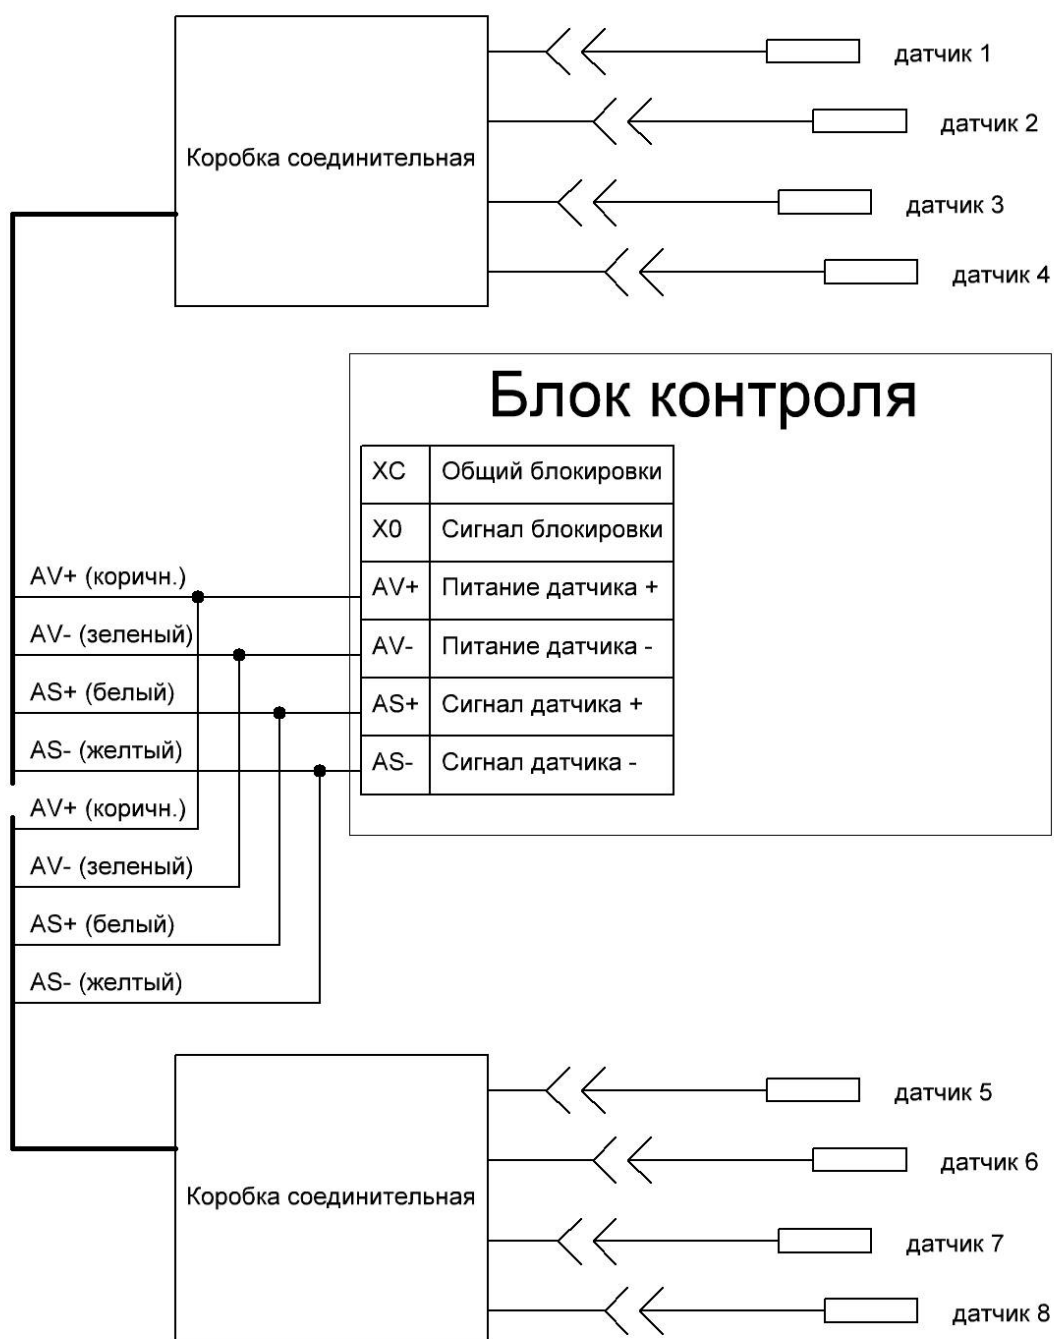 датчик 1
датчик 2
Коробка соединительная
датчик 3
датчик 4
Блок контроля
XC Общий блокировки
X0 Сигнал блокировки
AV+ (коричн.)
AV+ Питание датчика +
AV- (зеленый)
AV- Питание датчика -
AS+ (белый)
AS+ Сигнал датчика +
AS- (желтый)
AS- Сигнал датчика -
AV+ (коричн.)
AV- (зеленый)
AS+ (белый)
AS- (желтый)
датчик 5
датчик 6
Коробка соединительная
датчик 7
датчик 8